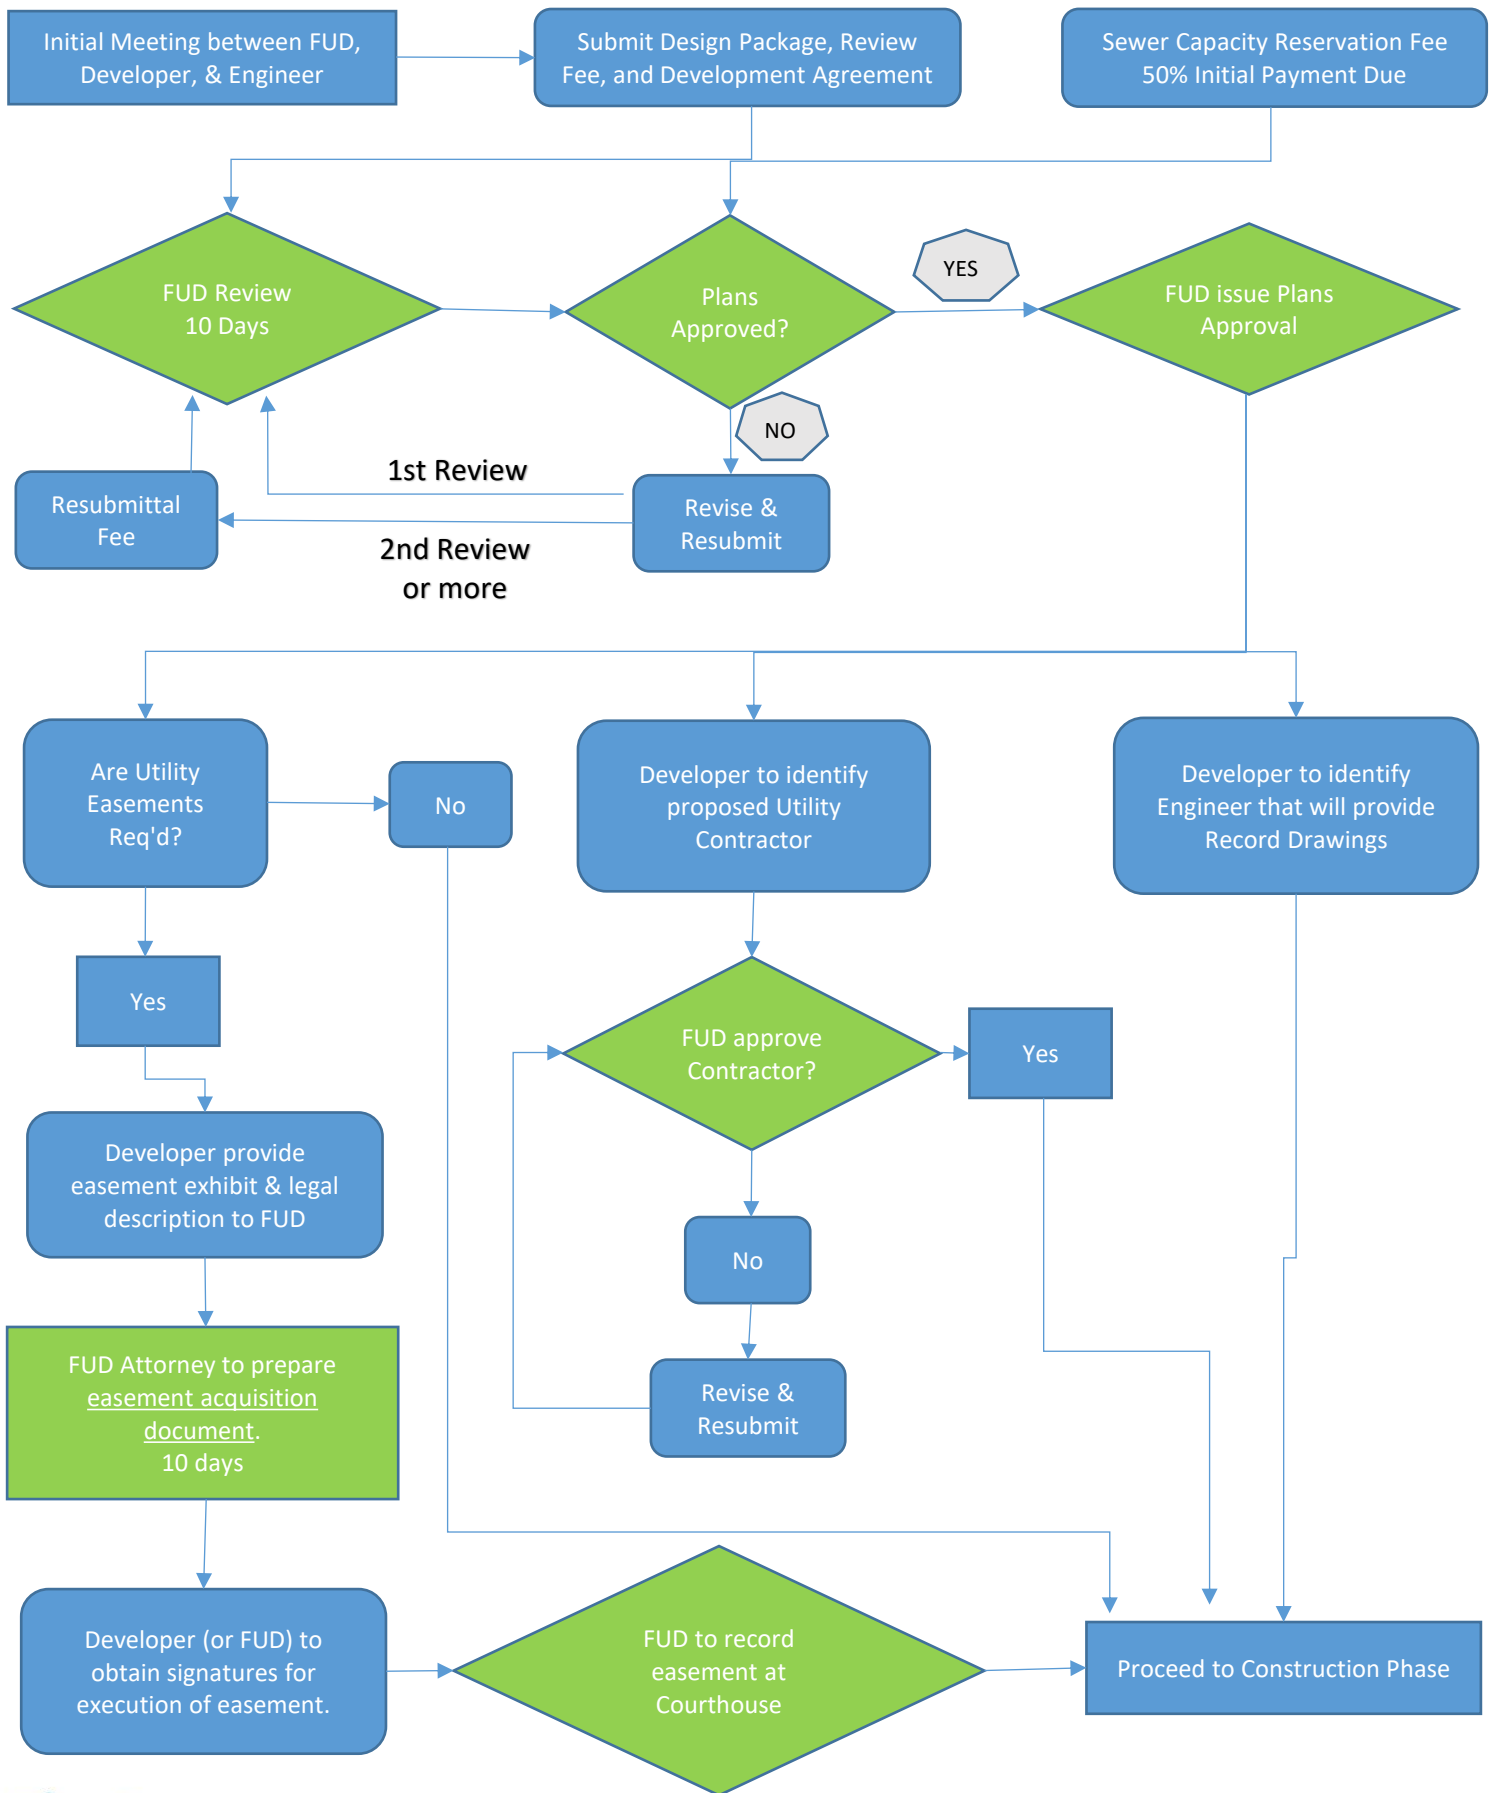 Initial Meeting between FUD,
Developer, & Engineer
Submit Design Package, Review
Fee, and Development Agreement
Sewer Capacity Reservation Fee
50% Initial Payment Due
FUD Review
10 Days
Plans
Approved?
YES
FUD issue Plans
Approval
NO
1st Review
Resubmittal
Fee
Revise &
Resubmit
2nd Review
or more
Are Utility
Easements
Req'd?
No
Developer to identify
proposed Utility
Contractor
Developer to identify
Engineer that will provide
Record Drawings
Yes
FUD approve
Contractor?
Yes
Developer provide
easement exhibit & legal
description to FUD
No
FUD Attorney to prepare
easement acquisition
document.
10 days
Revise &
Resubmit
Developer (or FUD) to
obtain signatures for
execution of easement.
FUD to record
easement at
Courthouse
Proceed to Construction Phase